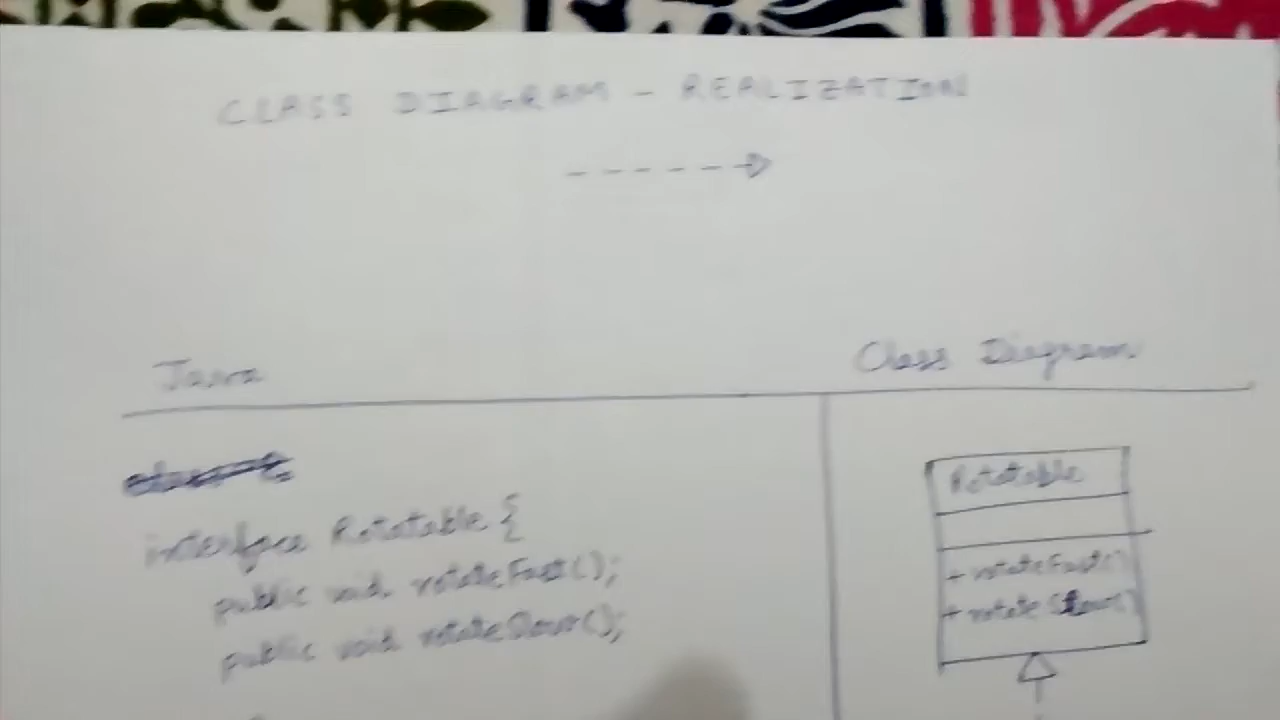 CLASS DIAGRAM - REALIZATION
Java
Class Diagram
interface Rotatable {
public void rotateFast();
public void rotateSlow();
Rotatable
+ rotateFast()
+ rotateSlow()